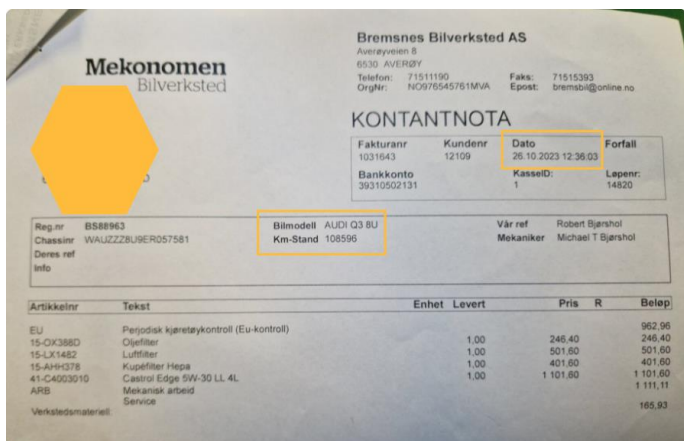 Mekonomen
Bilverksted
Bremsnes Bilverksted AS
Averøyveien 8
6530 AVERØY
Telefon: 71511190 Faks: 71515393
OrgNr: NO976545761MVA Epost: bremsbil@online.no
KONTANTNOTA
Fakturanr Kundenr Dato Forfall
1031643 12109 26.10.2023 12:36:03
Bankkonto KasseID: Løpenr:
39310502131 1 14820
Reg.nr BS88963 Bilmodell AUDI Q3 8U Vår ref Robert Bjørshol
Chassinr WAUZZZ8U9ER057581 Km-Stand 108596 Mekaniker Michael T Bjørshol
Deres ref
Info
Artikkelnr Tekst Enhet Levert Pris R Beløp
EU Periodisk kjøretøykontroll (Eu-kontroll) 962,96
15-OX388D Oljefilter 1,00 246,40 246,40
15-LX1482 Luftfilter 1,00 501,60 501,60
15-AHH378 Kupéfilter Hepa 1,00 401,60 401,60
41-C4003010 Castrol Edge 5W-30 LL 4L 1,00 1 101,60 1 101,60
ARB Mekanisk arbeid 1 111,11
Service
Verkstedsmateriell: 165,93